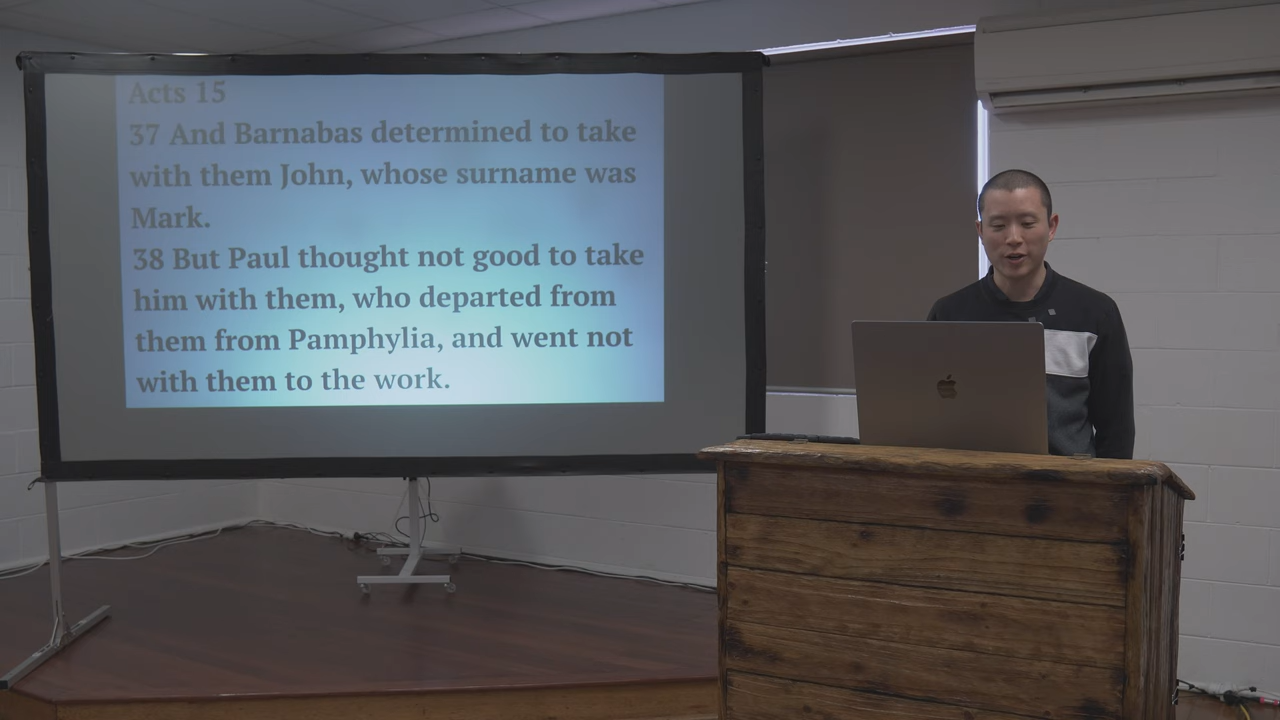 Acts 15
37 And Barnabas determined to take
with them John, whose surname was
Mark.
38 But Paul thought not good to take
him with them, who departed from
them from Pamphylia, and went not
with them to the work.